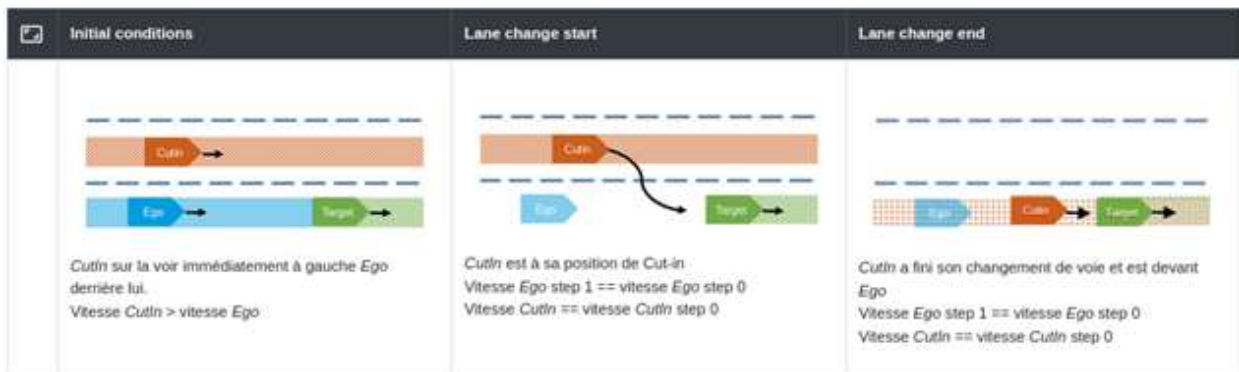 Initial conditions
Lane change start
Lane change end
CutIn
Ego
Target
CutIn
Ego
Target
Ego
CutIn
Target
CutIn sur la voir immédiatement à gauche Ego
derrière lui.
Vitesse CutIn > vitesse Ego
CutIn est à sa position de Cut-in
Vitesse Ego step 1 == vitesse Ego step 0
Vitesse CutIn == vitesse CutIn step 0
CutIn a fini son changement de voie et est devant
Ego
Vitesse Ego step 1 == vitesse Ego step 0
Vitesse CutIn == vitesse CutIn step 0